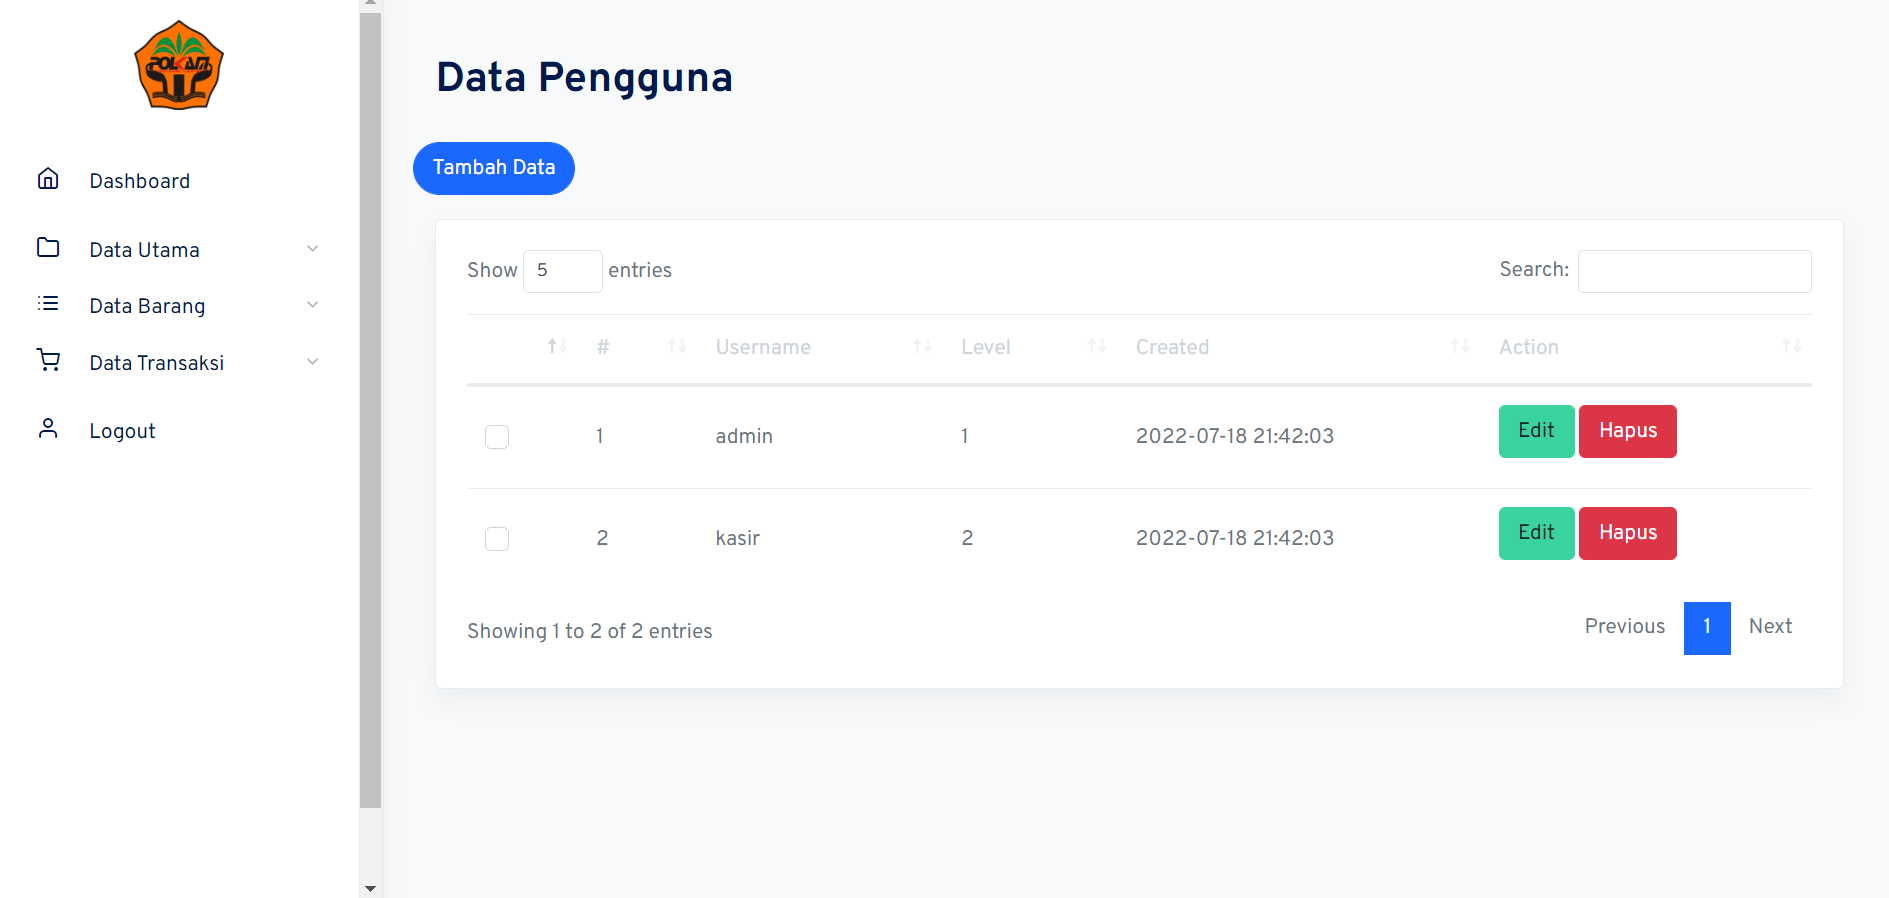 POLKAM
Dashboard
Data Utama
Data Barang
Data Transaksi
Logout
Data Pengguna
Tambah Data
Show 5 entries
Search:
# Username Level Created Action
1 admin 1 2022-07-18 21:42:03 Edit Hapus
2 kasir 2 2022-07-18 21:42:03 Edit Hapus
Showing 1 to 2 of 2 entries
Previous 1 Next